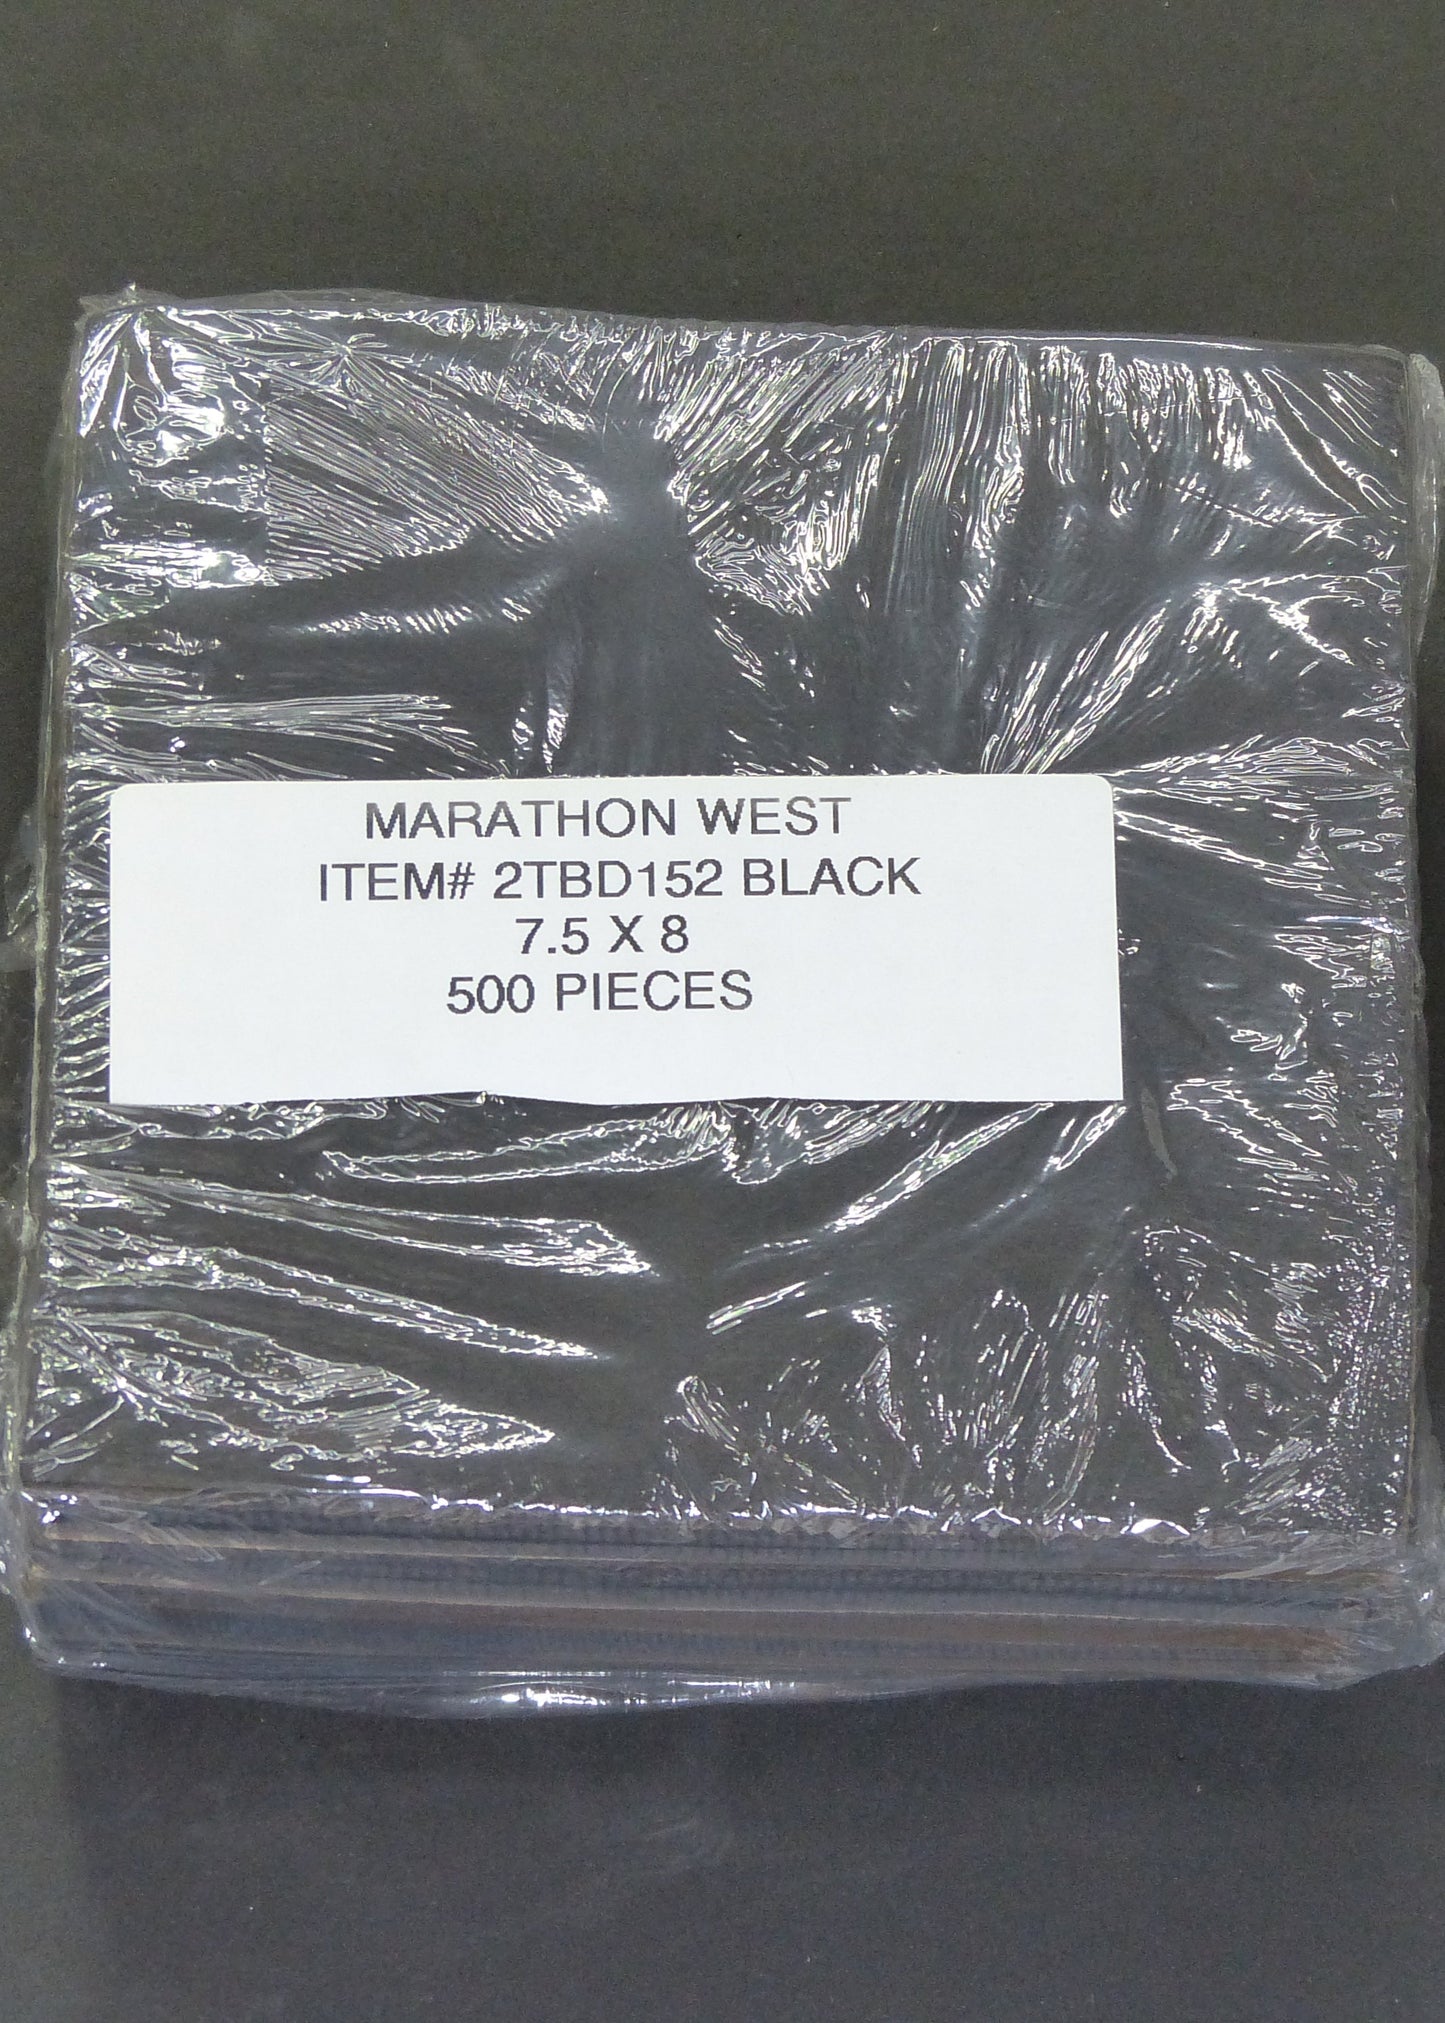 MARATHON WEST
ITEM# 2TBD152 BLACK
7.5 X 8
500 PIECES